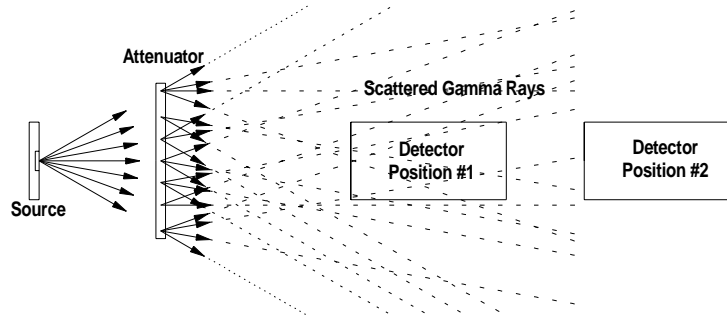 Attenuator
Scattered Gamma Rays
Source
Detector
Position #1
Detector
Position #2